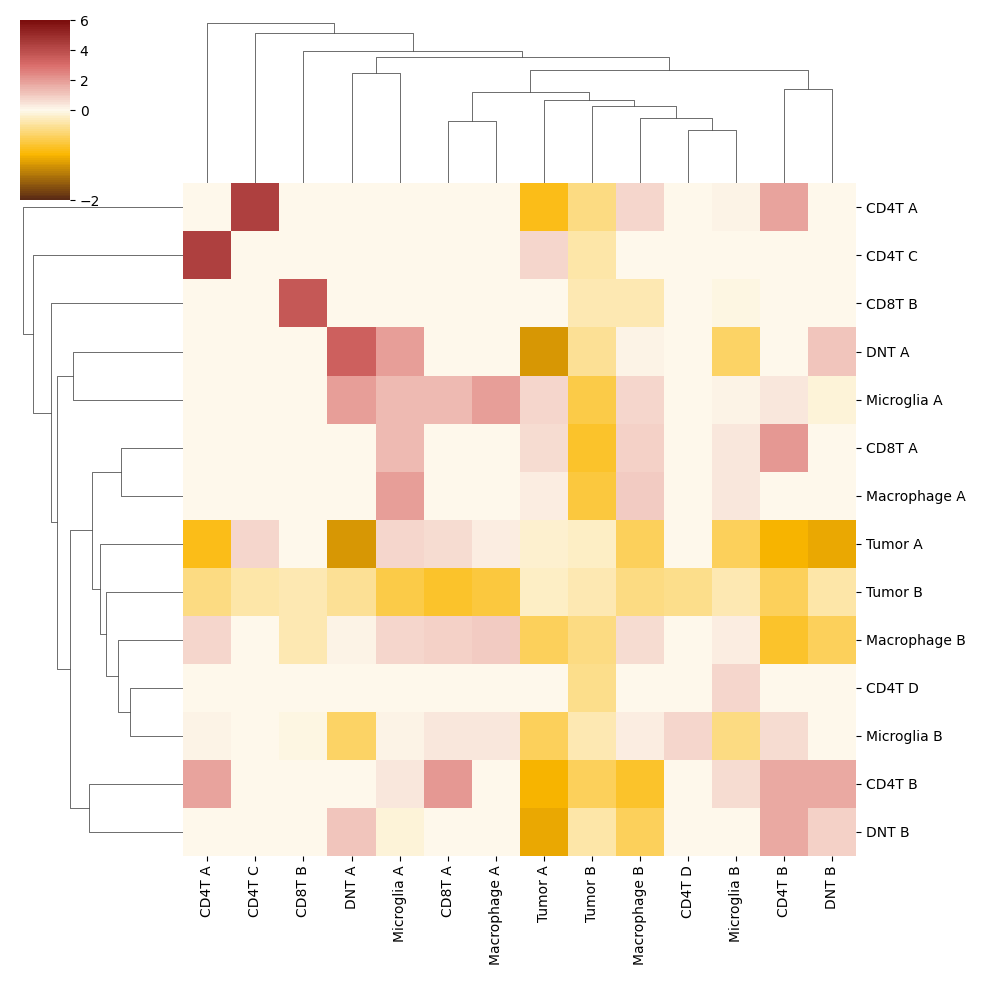 6
4
2
0
−2
CD4T A
CD4T C
CD8T B
DNT A
Microglia A
CD8T A
Macrophage A
Tumor A
Tumor B
Macrophage B
CD4T D
Microglia B
CD4T B
DNT B
CD4T A
CD4T C
CD8T B
DNT A
Microglia A
CD8T A
Macrophage A
Tumor A
Tumor B
Macrophage B
CD4T D
Microglia B
CD4T B
DNT B